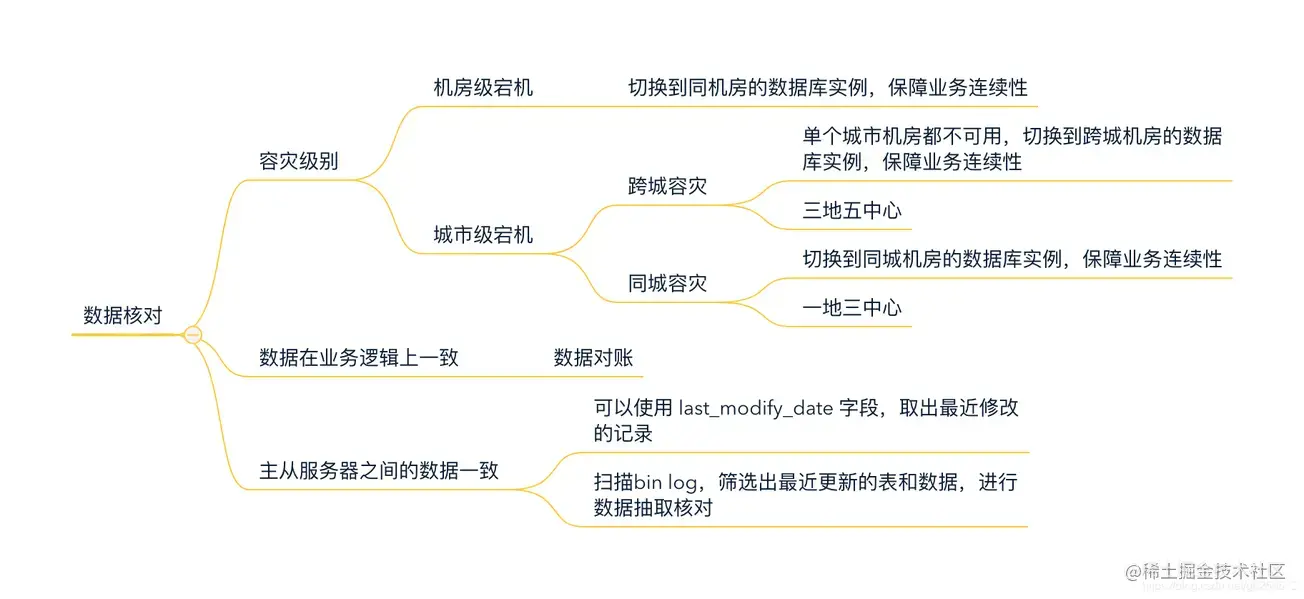 数据核对
容灾级别
机房级宕机
切换到同机房的数据库实例，保障业务连续性
城市级宕机
跨城容灾
单个城市机房都不可用，切换到跨城机房的数据
库实例，保障业务连续性
三地五中心
同城容灾
切换到同城机房的数据库实例，保障业务连续性
一地三中心
数据在业务逻辑上一致
数据对账
主从服务器之间的数据一致
可以使用 last_modify_date 字段，取出最近修改
的记录
扫描bin log，筛选出最近更新的表和数据，进行
数据抽取核对
@稀土掘金技术社区